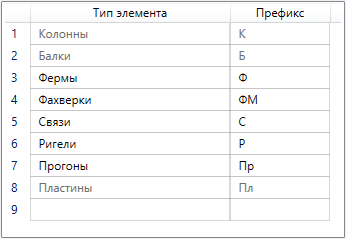 Тип элемента Префикс
1 Колонны К
2 Балки Б
3 Фермы Ф
4 Фахверки ФМ
5 Связи С
6 Ригели Р
7 Прогоны Пр
8 Пластины Пл
9